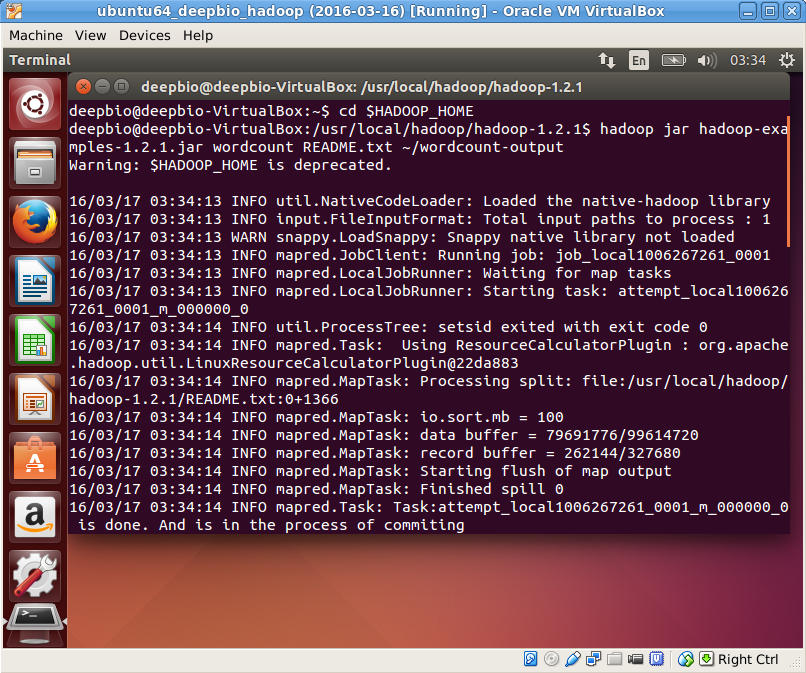 ubuntu64_deepbio_hadoop (2016-03-16) [Running] - Oracle VM VirtualBox
Machine View Devices Help
Terminal En 03:34
deepbio@deepbio-VirtualBox: /usr/local/hadoop/hadoop-1.2.1
deepbio@deepbio-VirtualBox:~$ cd $HADOOP_HOME
deepbio@deepbio-VirtualBox:/usr/local/hadoop/hadoop-1.2.1$ hadoop jar hadoop-exa
mples-1.2.1.jar wordcount README.txt ~/wordcount-output
Warning: $HADOOP_HOME is deprecated.
16/03/17 03:34:13 INFO util.NativeCodeLoader: Loaded the native-hadoop library
16/03/17 03:34:13 INFO input.FileInputFormat: Total input paths to process : 1
16/03/17 03:34:13 WARN snappy.LoadSnappy: Snappy native library not loaded
16/03/17 03:34:13 INFO mapred.JobClient: Running job: job_local1006267261_0001
16/03/17 03:34:13 INFO mapred.LocalJobRunner: Waiting for map tasks
16/03/17 03:34:13 INFO mapred.LocalJobRunner: Starting task: attempt_local100626
7261_0001_m_000000_0
16/03/17 03:34:14 INFO util.ProcessTree: setsid exited with exit code 0
16/03/17 03:34:14 INFO mapred.Task:  Using ResourceCalculatorPlugin : org.apache
.hadoop.util.LinuxResourceCalculatorPlugin@22da883
16/03/17 03:34:14 INFO mapred.MapTask: Processing split: file:/usr/local/hadoop/
hadoop-1.2.1/README.txt:0+1366
16/03/17 03:34:14 INFO mapred.MapTask: io.sort.mb = 100
16/03/17 03:34:14 INFO mapred.MapTask: data buffer = 79691776/99614720
16/03/17 03:34:14 INFO mapred.MapTask: record buffer = 262144/327680
16/03/17 03:34:14 INFO mapred.MapTask: Starting flush of map output
16/03/17 03:34:14 INFO mapred.MapTask: Finished spill 0
16/03/17 03:34:14 INFO mapred.Task: Task:attempt_local1006267261_0001_m_000000_0
 is done. And is in the process of commiting
Right Ctrl